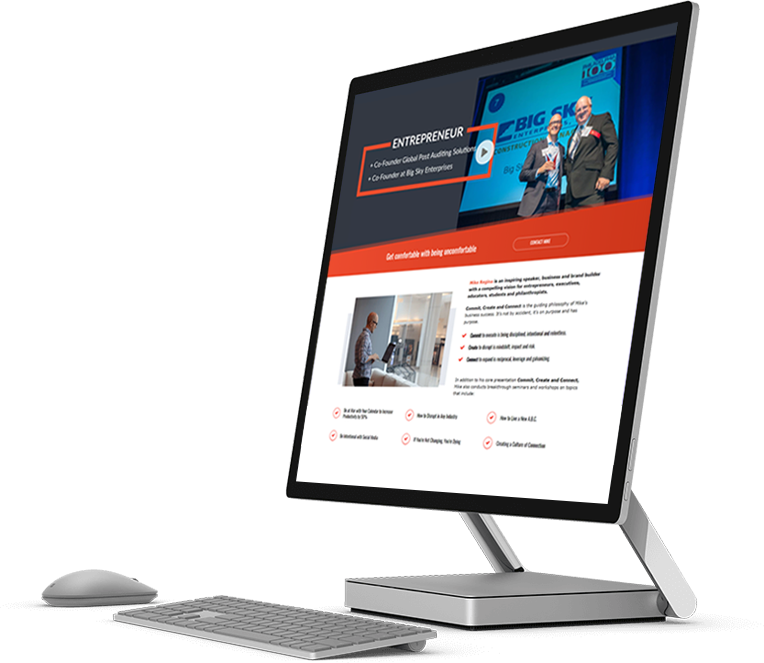 100
BIG SKY
ENTERPRISES,
CONSTRUCTION
Big
ENTREPRENEUR
• Co-Founder Global Post Auditing Solutions
• Co-Founder at Big Sky Enterprises
Get comfortable with being uncomfortable
CONTACT MIKE
is an inspiring speaker, business and brand builder
with a compelling vision for entrepreneurs, executives,
educators, students and philanthropists.
Commit, Create and Connect is the guiding philosophy of Mike's
business success. It's not by accident, it's on purpose and has
purpose.
Commit to execute is being disciplined, intentional and relentless.
Create to disrupt is mindshift, impact and risk.
Connect to expand is reciprocal, leverage and galvanizing.
In addition to his core presentation Commit, Create and Connect,
Mike also conducts breakthrough seminars and workshops on topics
that include:
Be at War with Your Calendar to Increase
Productivity by
How to Disrupt in Any Industry
How to Live a New A.B.C.
Be Intentional with Social Media
If You're Not Changing, You're Dying
Creating a Culture of Connection